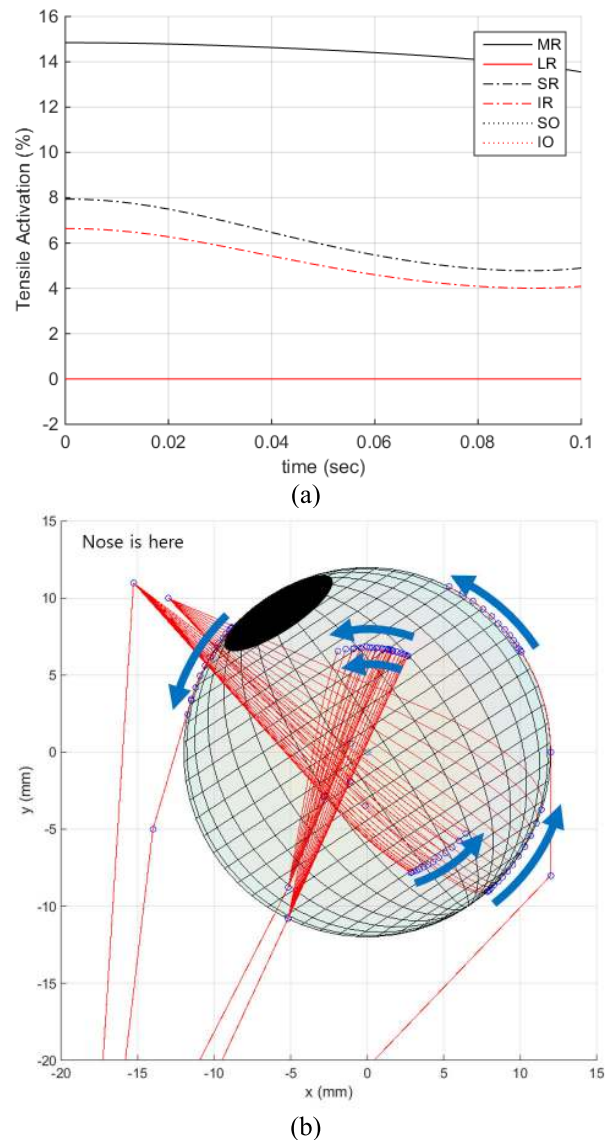 16
14
12
10
8
6
4
2
0
-2
Tensile Activation (%)
MR
LR
SR
IR
SO
IO
0 0.02 0.04 0.06 0.08 0.1
time (sec)
(a)
15
10
5
0
-5
-10
-15
-20
y (mm)
Nose is here
-20 -15 -10 -5 0 5 10 15
x (mm)
(b)